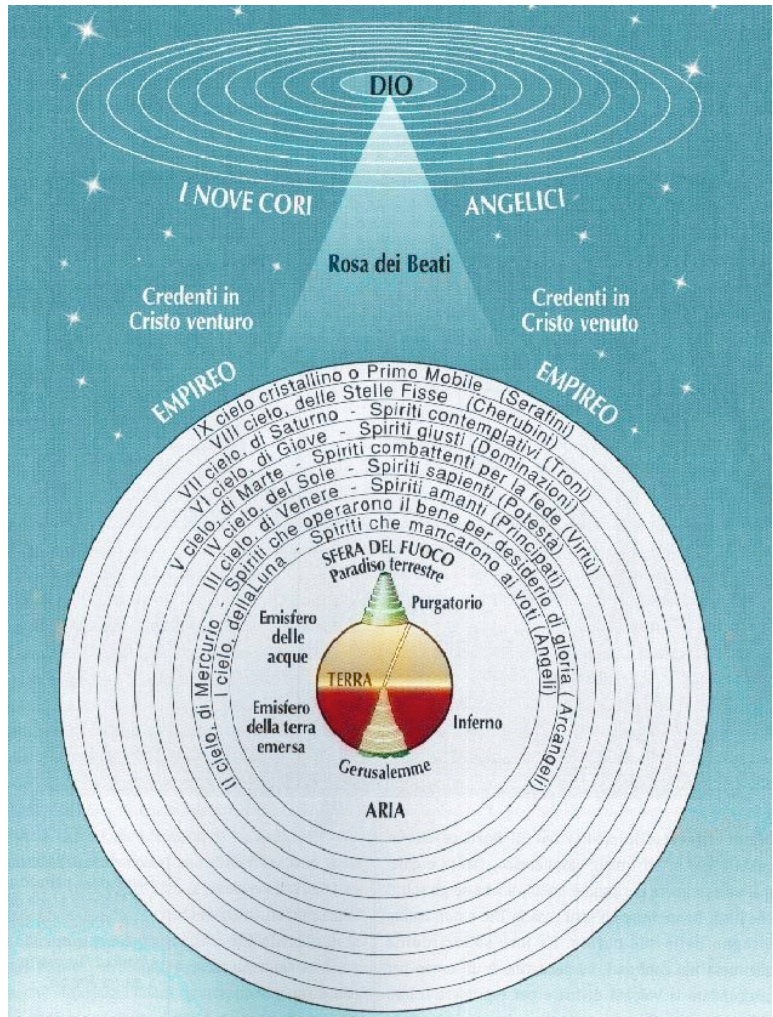 DIO
I NOVE CORI
ANGELICI
Rosa dei Beati
Credenti in
Cristo venturo
Credenti in
Cristo venuto
EMPIREO
EMPIREO
IX cielo cristallino o Primo Mobile (Serafini)
VIII cielo, delle Stelle Fisse (Cherubini)
VII cielo, di Saturno - Spiriti contemplativi (Troni)
VI cielo, di Giove - Spiriti giusti (Dominazioni)
V cielo, di Marte - Spiriti combattenti per la fede (Virtù)
IV cielo, del Sole - Spiriti sapienti (Potestà)
III cielo, di Venere - Spiriti amanti (Principati)
II cielo, di Mercurio - Spiriti che operarono il bene per desiderio di gloria ( Arcangeli)
I cielo, della Luna - Spiriti che mancarono ai voti (Angeli)
SFERA DEL FUOCO
Paradiso terrestre
Purgatorio
Emisfero
delle
acque
TERRA
Emisfero
della terra
emersa
Inferno
Gerusalemme
ARIA